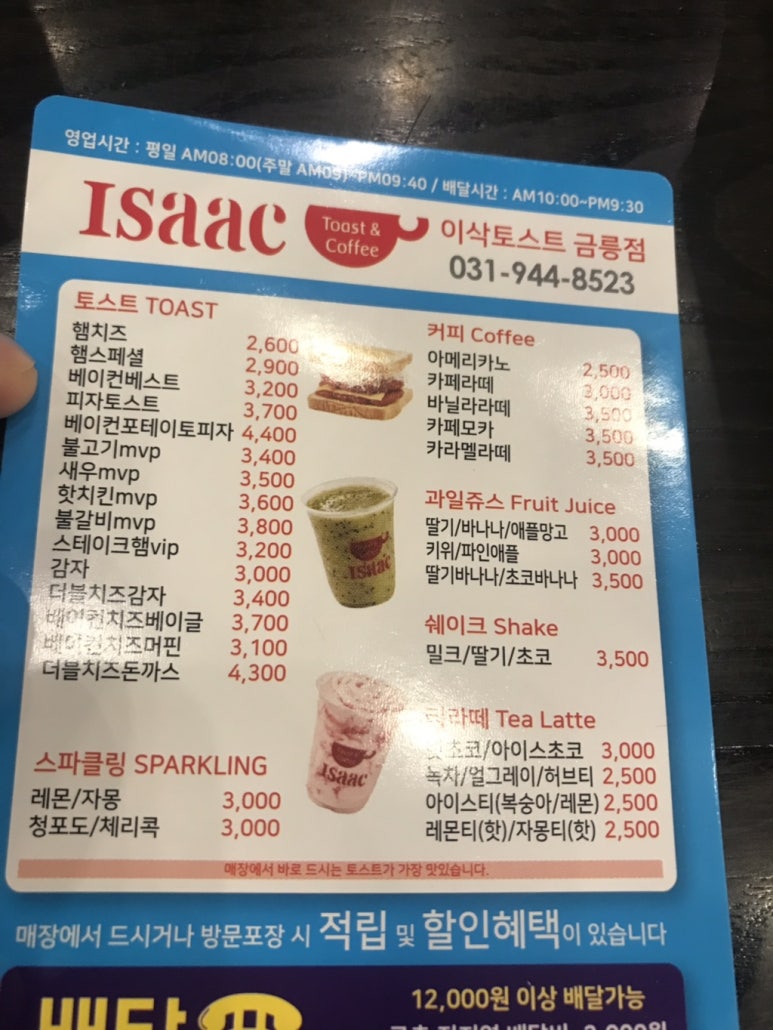 영업시간 : 평일 AM08:00(주말 AM09)~PM09:40 / 배달시간 : AM10:00~PM9:30
Isaac Toast & Coffee 이삭토스트 금릉점
031-944-8523
토스트 TOAST
햄치즈 2,600
햄스페셜 2,900
베이컨베스트 3,200
피자토스트 3,700
베이컨포테이토피자 4,400
불고기mvp 3,400
새우mvp 3,500
핫치킨mvp 3,600
불갈비mvp 3,800
스테이크햄vip 3,200
감자 3,000
더블치즈감자 3,400
베이컨치즈베이글 3,700
베이컨치즈머핀 3,100
더블치즈돈까스 4,300
스파클링 SPARKLING
레몬/자몽 3,000
청포도/체리콕 3,000
커피 Coffee
아메리카노 2,500
카페라떼 3,000
바닐라라떼 3,500
카페모카 3,500
카라멜라떼 3,500
과일쥬스 Fruit Juice
딸기/바나나/애플망고 3,000
키위/파인애플 3,000
딸기바나나/초코바나나 3,500
쉐이크 Shake
밀크/딸기/초코 3,500
Tea Latte
초코/아이스초코 3,000
녹차/얼그레이/허브티 2,500
아이스티(복숭아/레몬) 2,500
레몬티(핫)/자몽티(핫) 2,500
Isaac
Isaac
매장에서 바로 드시는 토스트가 가장 맛있습니다.
매장에서 드시거나 방문포장 시 적립 및 할인혜택이 있습니다
배달
12,000원 이상 배달가능